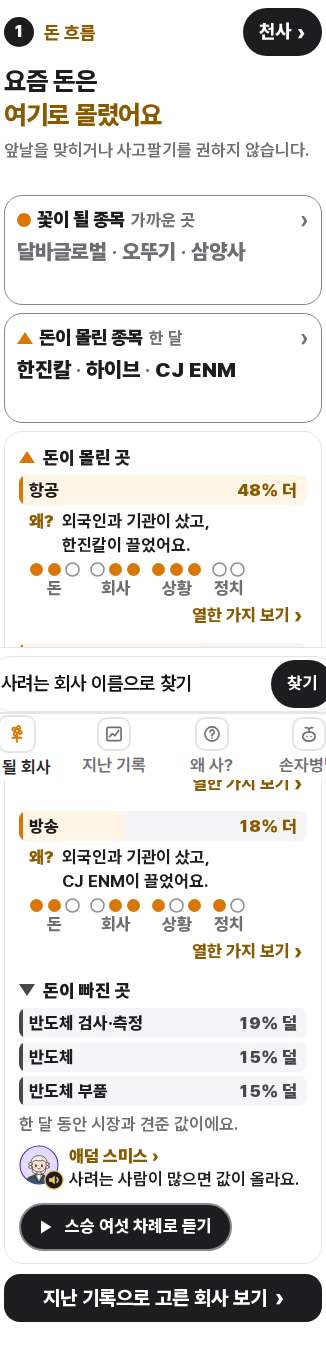 1 돈 흐름
천사 ›
요즘 돈은
여기로 몰렸어요
앞날을 맞히거나 사고팔기를 권하지 않습니다.
꽃이 될 종목 가까운 곳 ›
달바글로벌 · 오뚜기 · 삼양사
돈이 몰린 종목 한 달 ›
한진칼 · 하이브 · CJ ENM
돈이 몰린 곳
항공 48% 더
왜? 외국인과 기관이 샀고,
한진칼이 끌었어요.
돈 회사 상황 정치
열한 가지 보기 ›
사려는 회사 이름으로 찾기 찾기
될 회사 지난 기록 왜 사? 손자병
열한 가지 보기 ›
방송 18% 더
왜? 외국인과 기관이 샀고,
CJ ENM이 끌었어요.
돈 회사 상황 정치
열한 가지 보기 ›
돈이 빠진 곳
반도체 검사·측정 19% 덜
반도체 15% 덜
반도체 부품 15% 덜
한 달 동안 시장과 견준 값이에요.
애덤 스미스 ›
사려는 사람이 많으면 값이 올라요.
스승 여섯 차례로 듣기
지난 기록으로 고른 회사 보기 ›